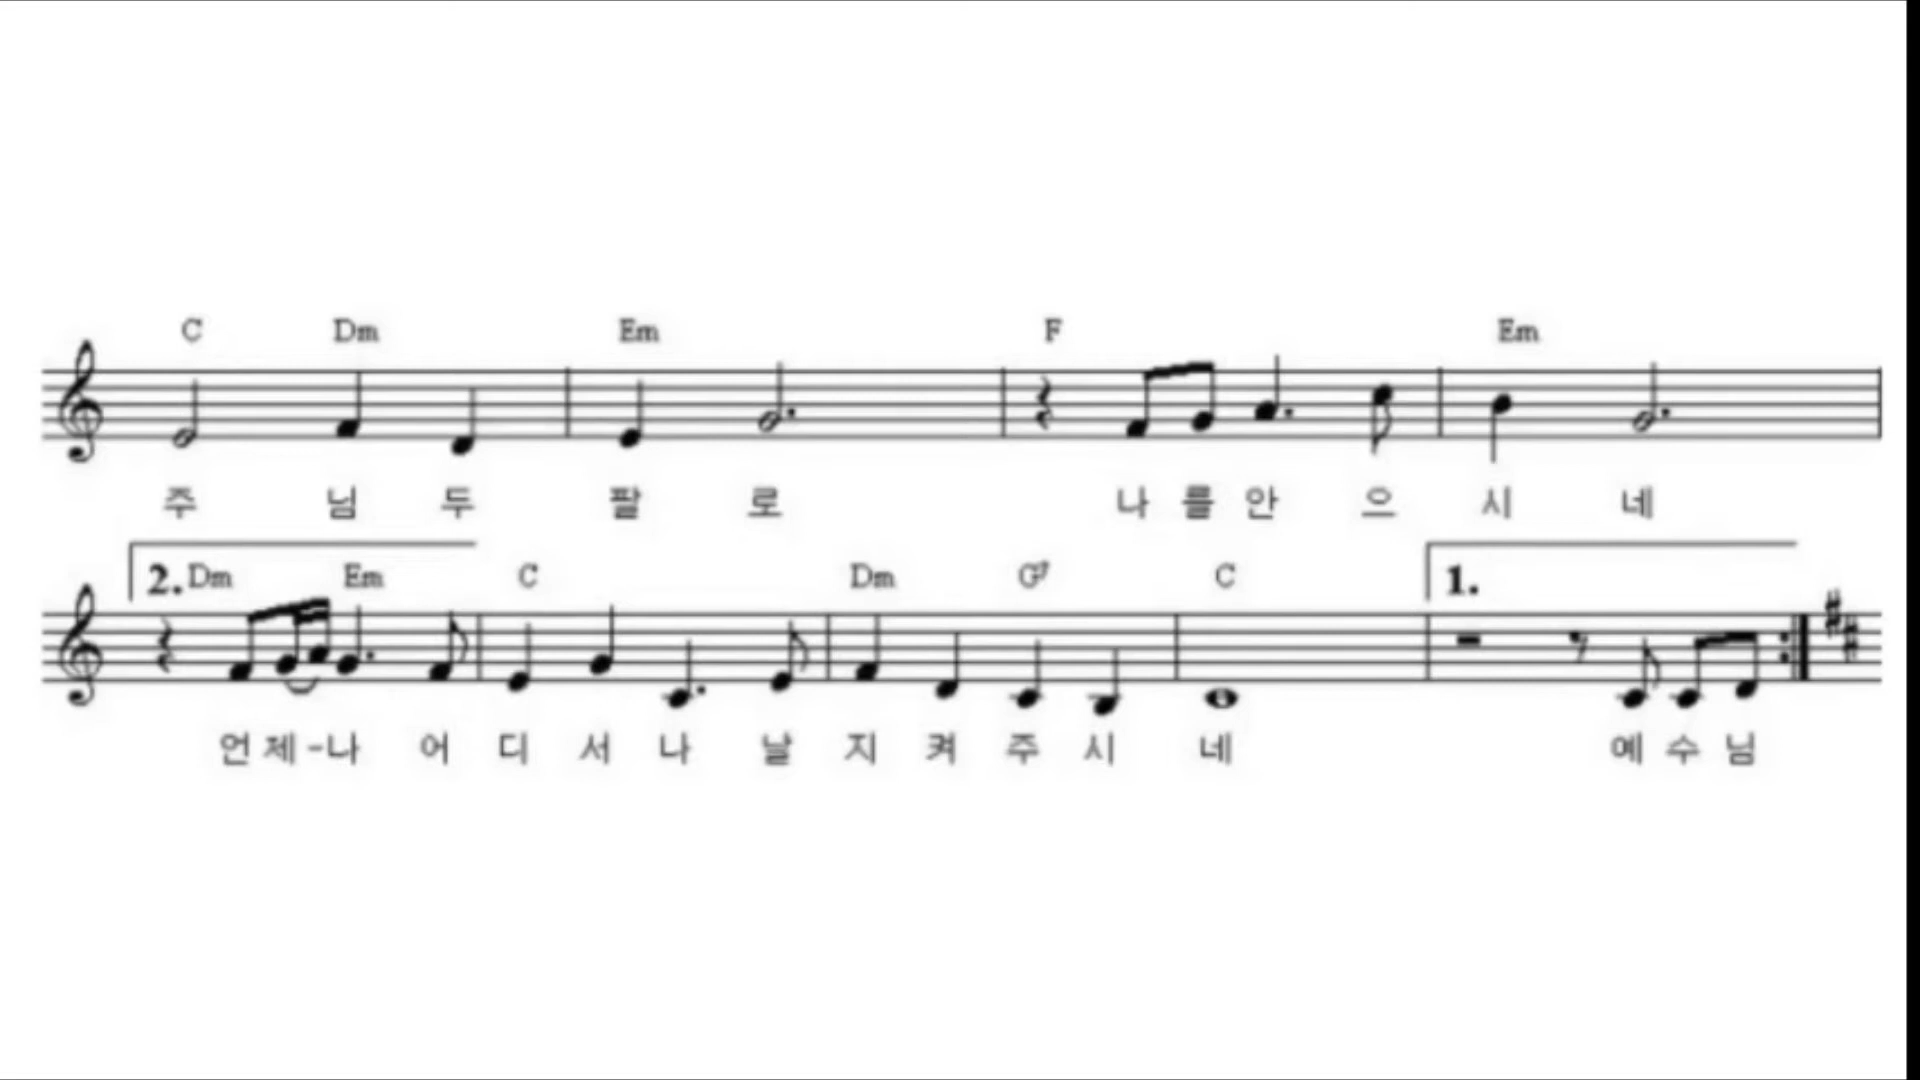 C Dm Em F Em
주 님 두 팔 로 나 를 안 으 시 네
2. Dm Em C Dm G7 C 1.
언 제 - 나 어 디 서 나 날 지 켜 주 시 네 예 수 님